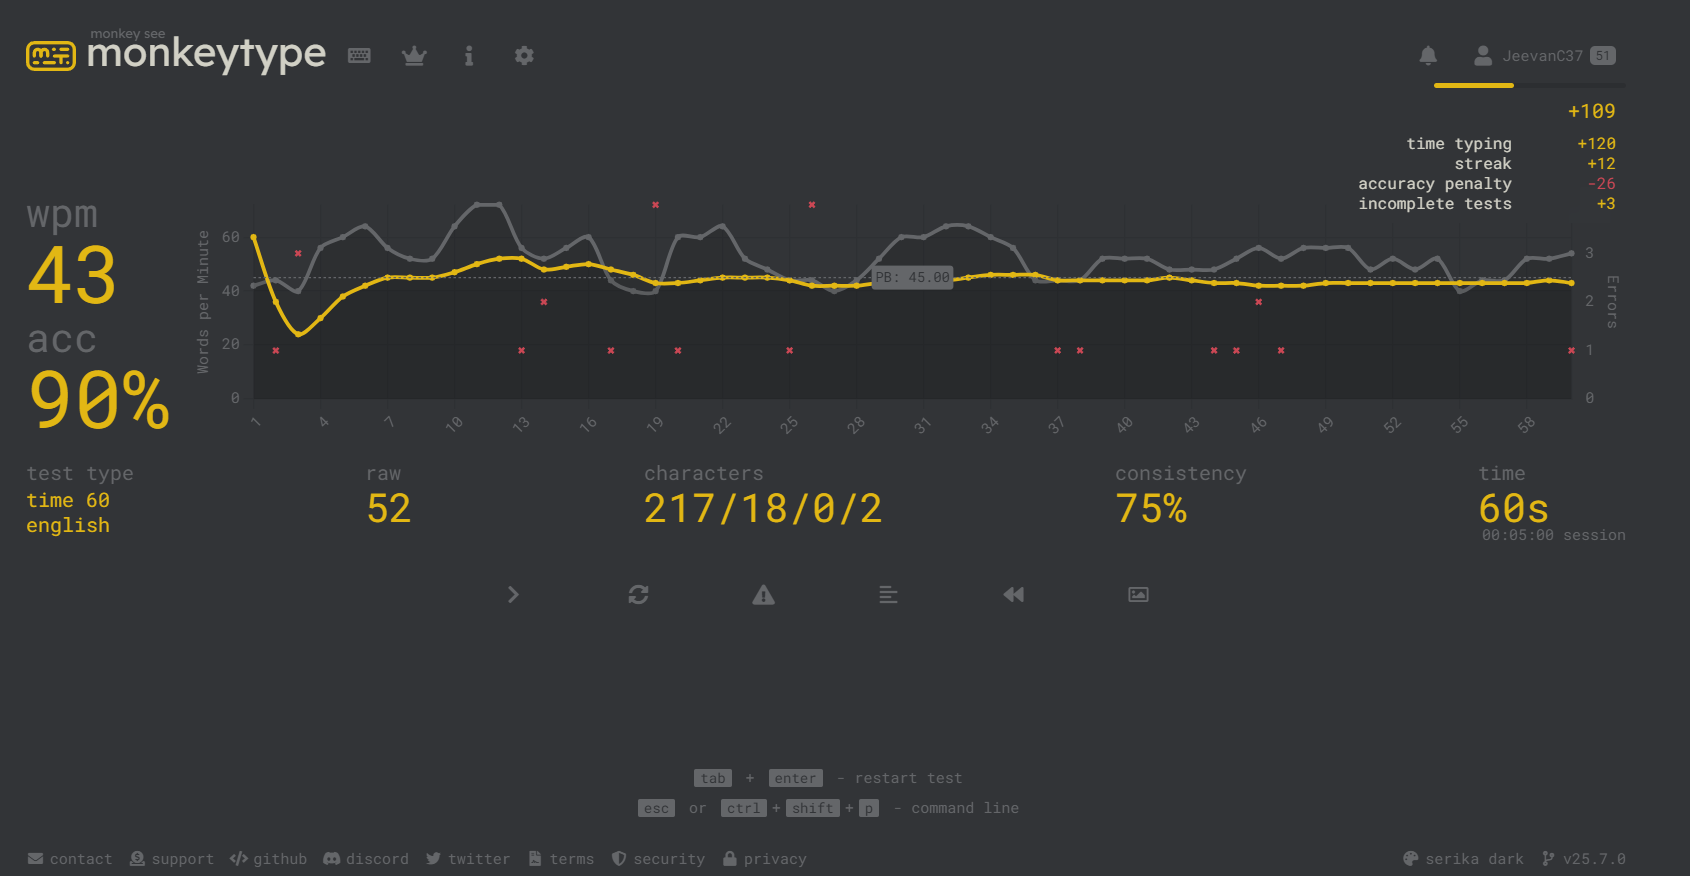 monkey see
monkeytype
JeevanC37 51
+109
time typing +120
streak +12
accuracy penalty -26
incomplete tests +3
wpm
43
acc
90%
Words per Minute
60
40
20
0
PB: 45.00
3
2
1
0
Errors
1 4 7 10 13 16 19 22 25 28 31 34 37 40 43 46 49 52 55 58
test type
time 60
english
raw
52
characters
217/18/0/2
consistency
75%
time
60s
00:05:00 session
tab + enter - restart test
esc or ctrl + shift + p - command line
contact support github discord twitter terms security privacy serika dark v25.7.0